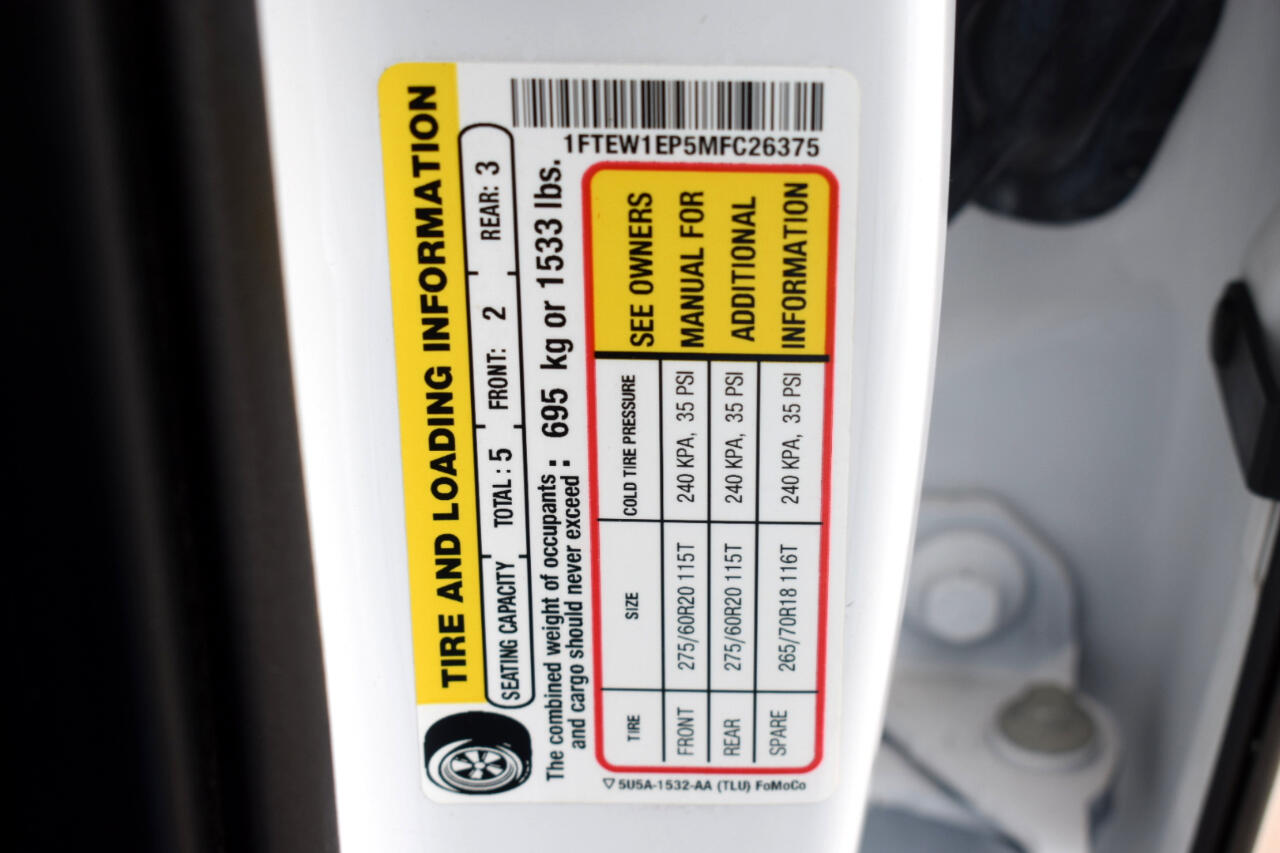 TIRE AND LOADING INFORMATION
SEATING CAPACITY TOTAL : 5 FRONT: 2 REAR: 3
The combined weight of occupants and cargo should never exceed : 695 kg or 1533 lbs.
TIRE SIZE COLD TIRE PRESSURE
FRONT 275/60R20 115T 240 KPA, 35 PSI
REAR 275/60R20 115T 240 KPA, 35 PSI
SPARE 265/70R18 116T 240 KPA, 35 PSI
SEE OWNERS
MANUAL FOR
ADDITIONAL
INFORMATION
5U5A-1532-AA (TLU) FoMoCo
1FTEW1EP5MFC26375